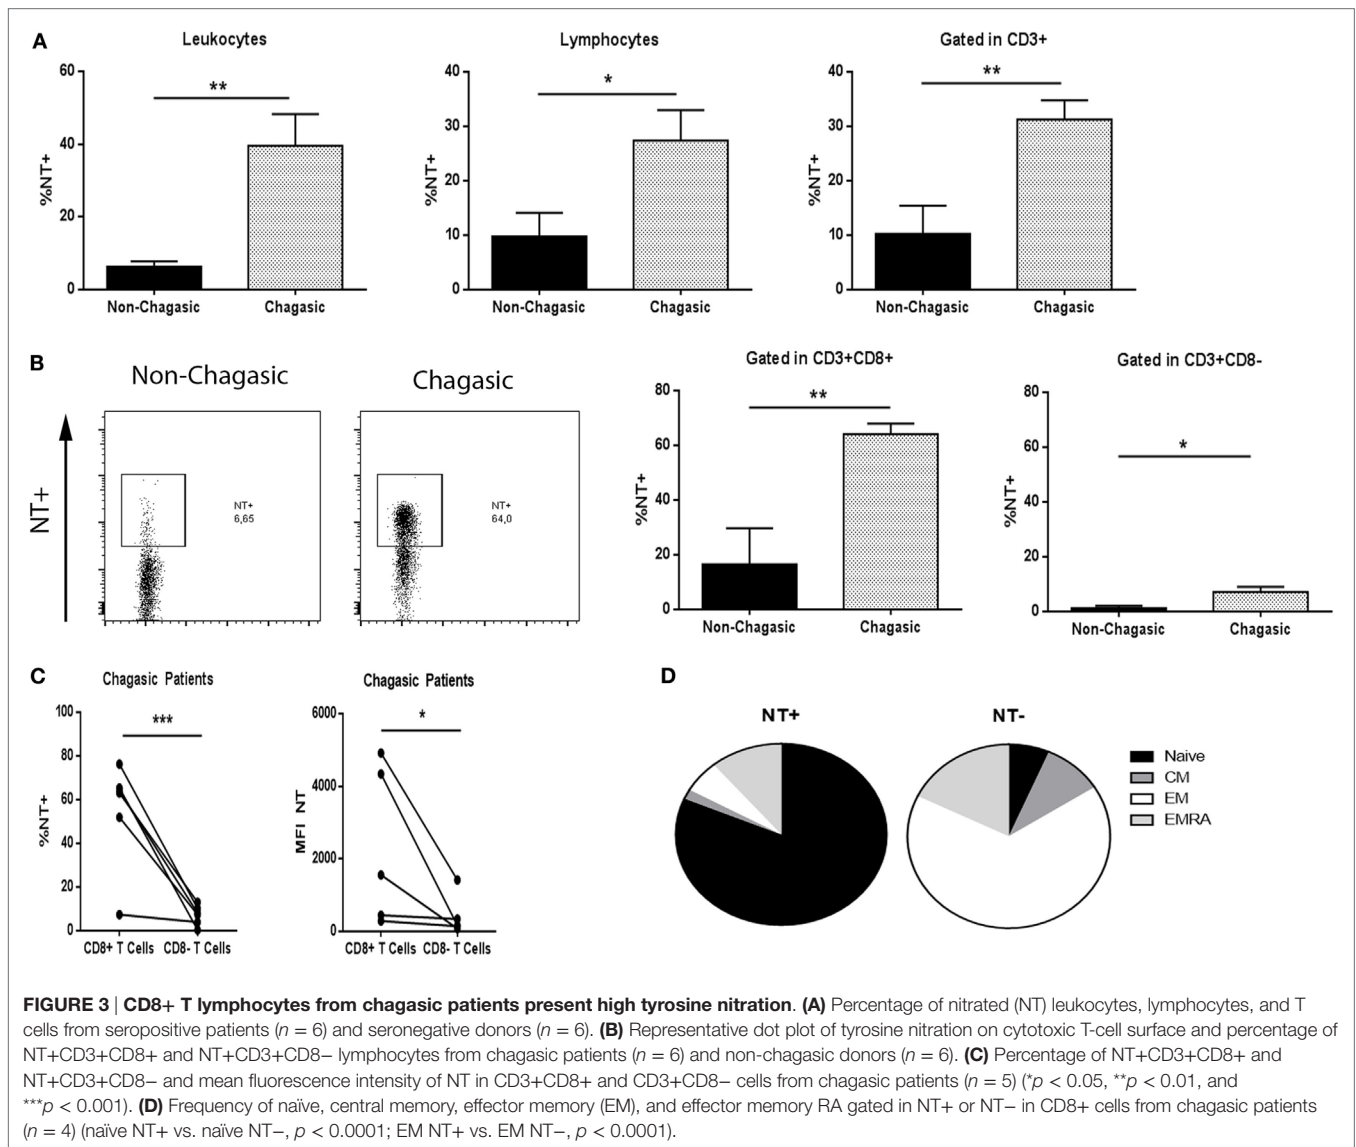 A
Leukocytes
60
40
20
0
%NT+
**
Non-Chagasic
Chagasic
Lymphocytes
40
30
20
10
0
%NT+
*
Non-Chagasic
Chagasic
Gated in CD3+
40
30
20
10
0
%NT+
**
Non-Chagasic
Chagasic
B
Non-Chagasic
NT+
NT+
6,65
Chagasic
NT+
64,0
Gated in CD3+CD8+
80
60
40
20
0
%NT+
**
Non-Chagasic
Chagasic
Gated in CD3+CD8-
80
60
40
20
0
%NT+
*
Non-Chagasic
Chagasic
C
Chagasic Patients
100
80
60
40
20
0
%NT+
***
CD8+ T Cells
CD8- T Cells
Chagasic Patients
6000
4000
2000
0
MFI NT
*
CD8+ T Cells
CD8- T Cells
D
NT+
NT-
Naive
CM
EM
EMRA
FIGURE 3 | CD8+ T lymphocytes from chagasic patients present high tyrosine nitration. (A) Percentage of nitrated (NT) leukocytes, lymphocytes, and T
cells from seropositive patients (n = 6) and seronegative donors (n = 6). (B) Representative dot plot of tyrosine nitration on cytotoxic T-cell surface and percentage of
NT+CD3+CD8+ and NT+CD3+CD8− lymphocytes from chagasic patients (n = 6) and non-chagasic donors (n = 6). (C) Percentage of NT+CD3+CD8+ and
NT+CD3+CD8− and mean fluorescence intensity of NT in CD3+CD8+ and CD3+CD8− cells from chagasic patients (n = 5) (*p < 0.05, **p < 0.01, and
***p < 0.001). (D) Frequency of naïve, central memory, effector memory (EM), and effector memory RA gated in NT+ or NT− in CD8+ cells from chagasic patients
(n = 4) (naïve NT+ vs. naïve NT−, p < 0.0001; EM NT+ vs. EM NT−, p < 0.0001).